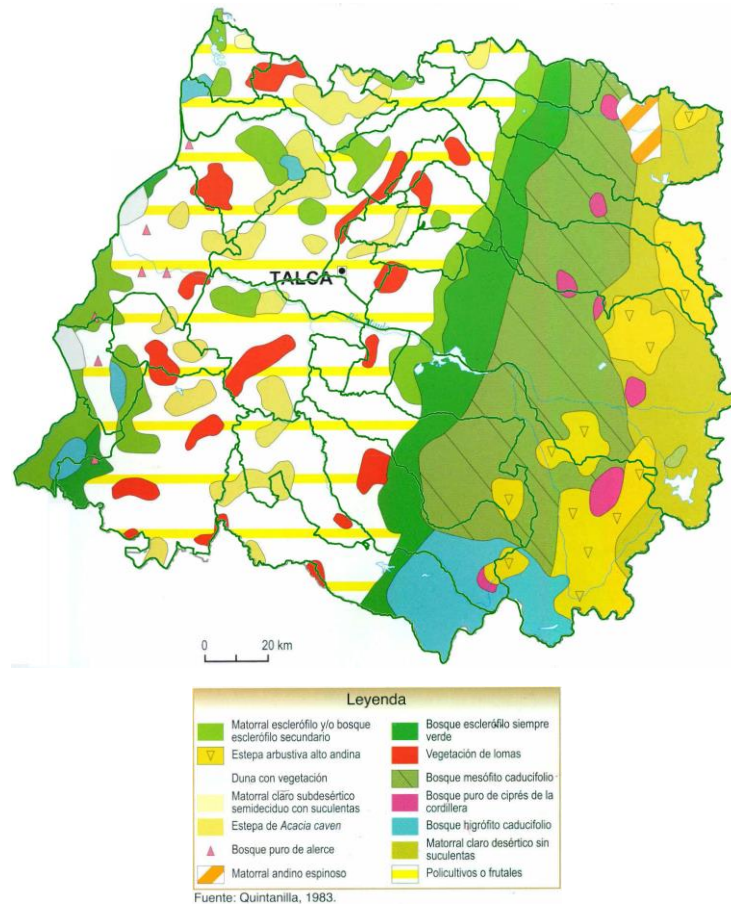 TALCA
0 20 km
Leyenda
Matorral esclerófilo y/o bosque
esclerófilo secundario
Estepa arbustiva alto andina
Duna con vegetación
Matorral claro subdesértico
semideciduo con suculentas
Estepa de Acacia caven
Bosque puro de alerce
Matorral andino espinoso
Bosque esclerófilo siempre
verde
Vegetación de lomas
Bosque mesófito caducifolio
Bosque puro de ciprés de la
cordillera
Bosque higrófito caducifolio
Matorral claro desértico sin
suculentas
Policultivos o frutales
Fuente: Quintanilla, 1983.